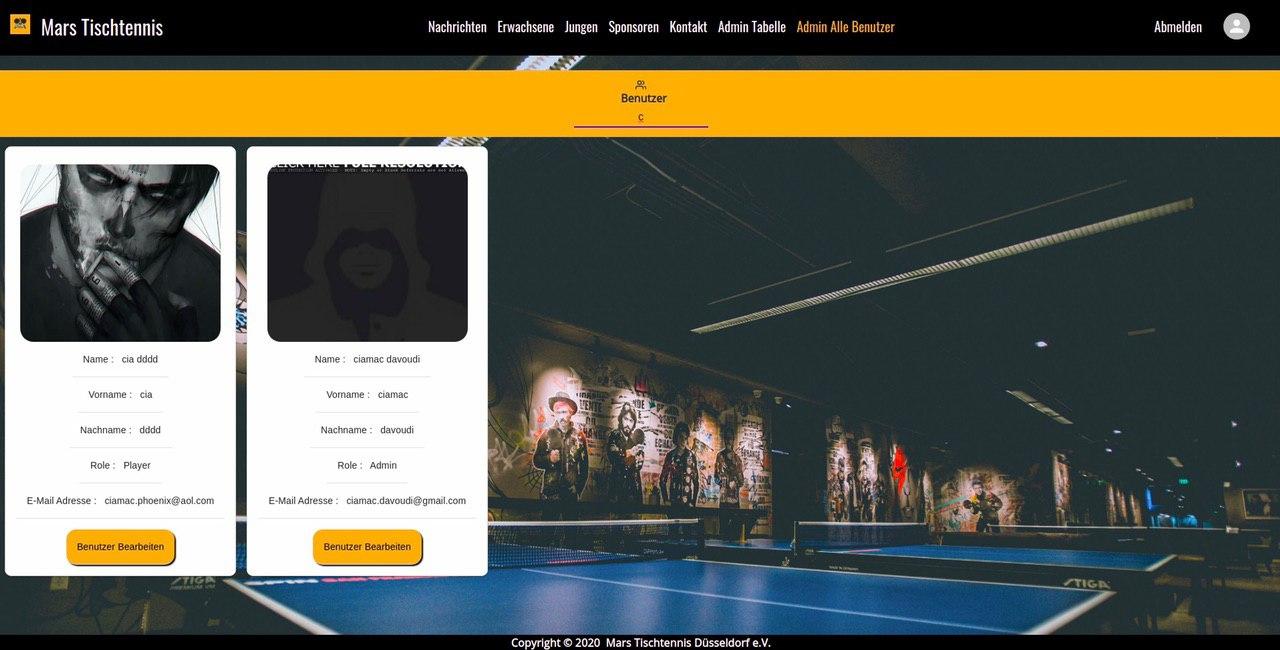 Mars Tischtennis
Nachrichten Erwachsene Jungen Sponsoren Kontakt Admin Tabelle Admin Alle Benutzer
Abmelden
Benutzer
c
CLICK HERE FULL RESOLUTION
Name : cia dddd
Vorname : cia
Nachname : dddd
Role : Player
E-Mail Adresse : ciamac.phoenix@aol.com
Benutzer Bearbeiten
Name : ciamac davoudi
Vorname : ciamac
Nachname : davoudi
Role : Admin
E-Mail Adresse : ciamac.davoudi@gmail.com
Benutzer Bearbeiten
STIGA
STIGA
Copyright © 2020 Mars Tischtennis Düsseldorf e.V.